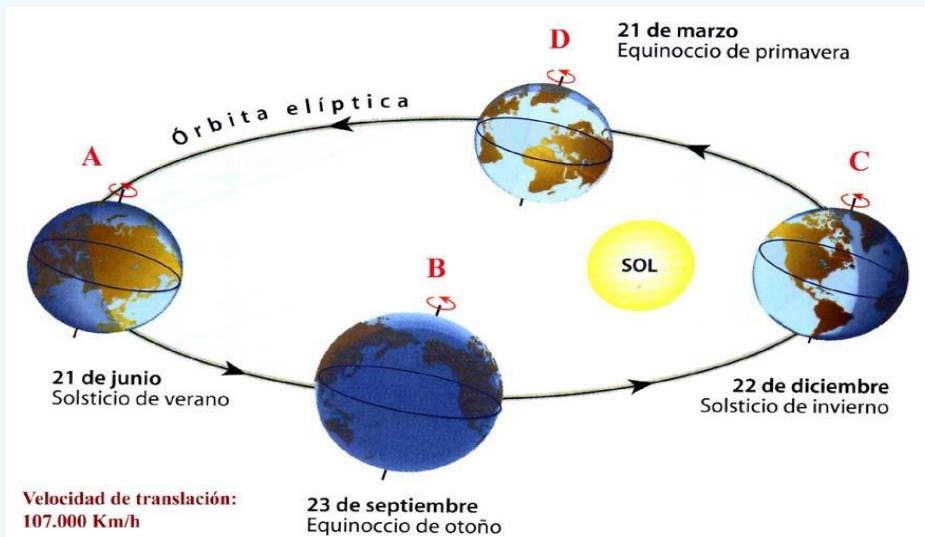 D
21 de marzo
Equinoccio de primavera
Órbita elíptica
A
C
B
SOL
21 de junio
Solsticio de verano
22 de diciembre
Solsticio de invierno
Velocidad de translación:
107.000 Km/h
23 de septiembre
Equinoccio de otoño